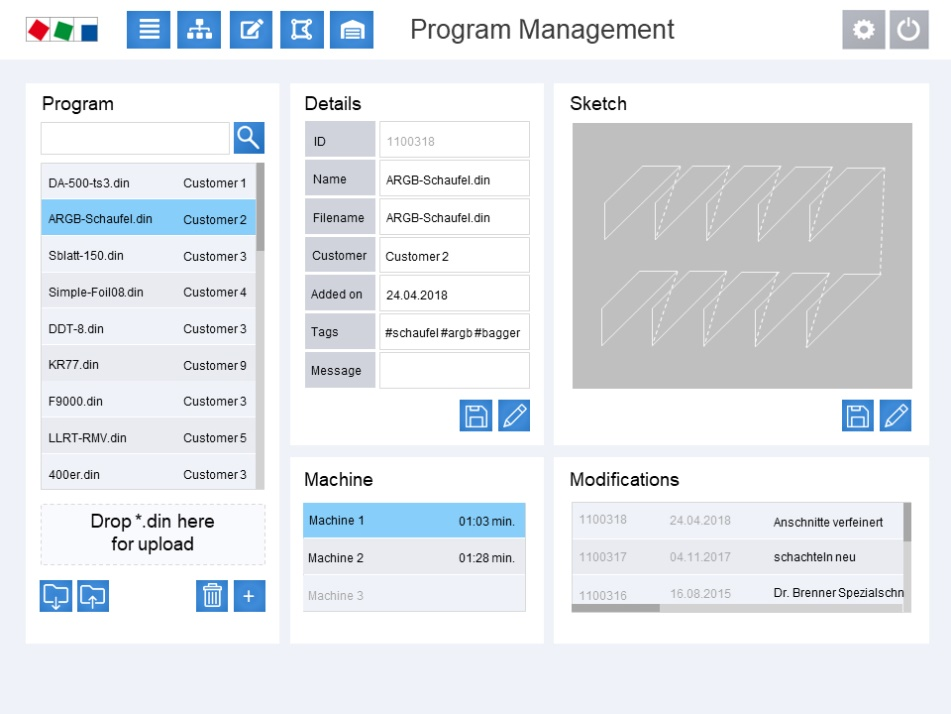 Program Management
Program
DA-500-ts3.din Customer 1
ARGB-Schaufel.din Customer 2
Sblatt-150.din Customer 3
Simple-Foil08.din Customer 4
DDT-8.din Customer 3
KR77.din Customer 9
F9000.din Customer 3
LLRT-RMV.din Customer 5
400er.din Customer 3
Drop *.din here
for upload
+
Details
ID 1100318
Name ARGB-Schaufel.din
Filename ARGB-Schaufel.din
Customer Customer 2
Added on 24.04.2018
Tags #schaufel #argb #bagger
Message
Sketch
Machine
Machine 1 01:03 min.
Machine 2 01:28 min.
Machine 3
Modifications
1100318 24.04.2018 Anschnitte verfeinert
1100317 04.11.2017 schachteln neu
1100316 16.08.2015 Dr. Brenner Spezialschn